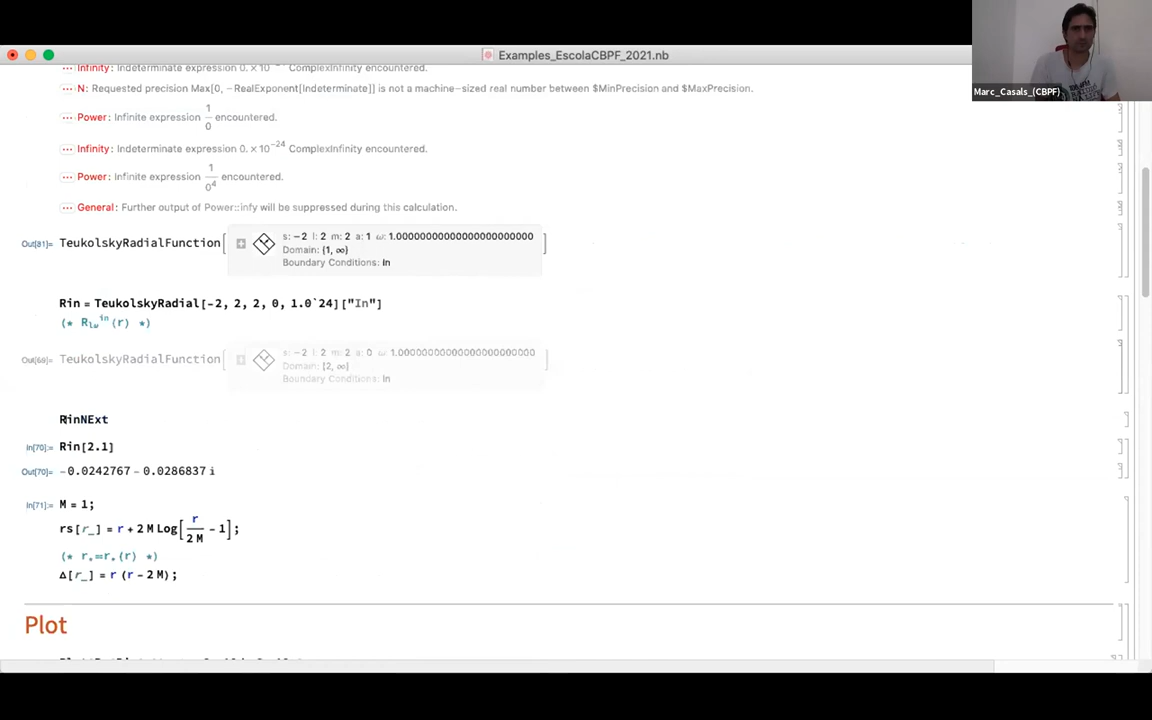 Examples_EscolaCBPF_2021.nb
Marc_Casals_(CBPF)
Infinity: Indeterminate expression 0.×10 ComplexInfinity encountered.
N: Requested precision Max[0, −RealExponent[Indeterminate]] is not a machine-sized real number between $MinPrecision and $MaxPrecision.
Power: Infinite expression 1/0 encountered.
Infinity: Indeterminate expression 0.×10^-24 ComplexInfinity encountered.
Power: Infinite expression 1/0^4 encountered.
General: Further output of Power::infy will be suppressed during this calculation.
s: −2 l: 2 m: 2 a: 1 ω: 1.00000000000000000000000
Out[81]= TeukolskyRadialFunction[ Domain: {1, ∞} ]
Boundary Conditions: In
Rin = TeukolskyRadial[-2, 2, 2, 0, 1.0`24]["In"]
(* Rlω^in (r) *)
s: −2 l: 2 m: 2 a: 0 ω: 1.00000000000000000000000
Out[69]= TeukolskyRadialFunction[ Domain: {2, ∞} ]
Boundary Conditions: In
RinNExt
In[70]:= Rin[2.1]
Out[70]= −0.0242767 − 0.0286837 i
In[71]:= M = 1;
rs[r_] = r + 2 M Log[r/2 M − 1];
(* r*=r*(r) *)
Δ[r_] = r (r − 2 M);
Plot